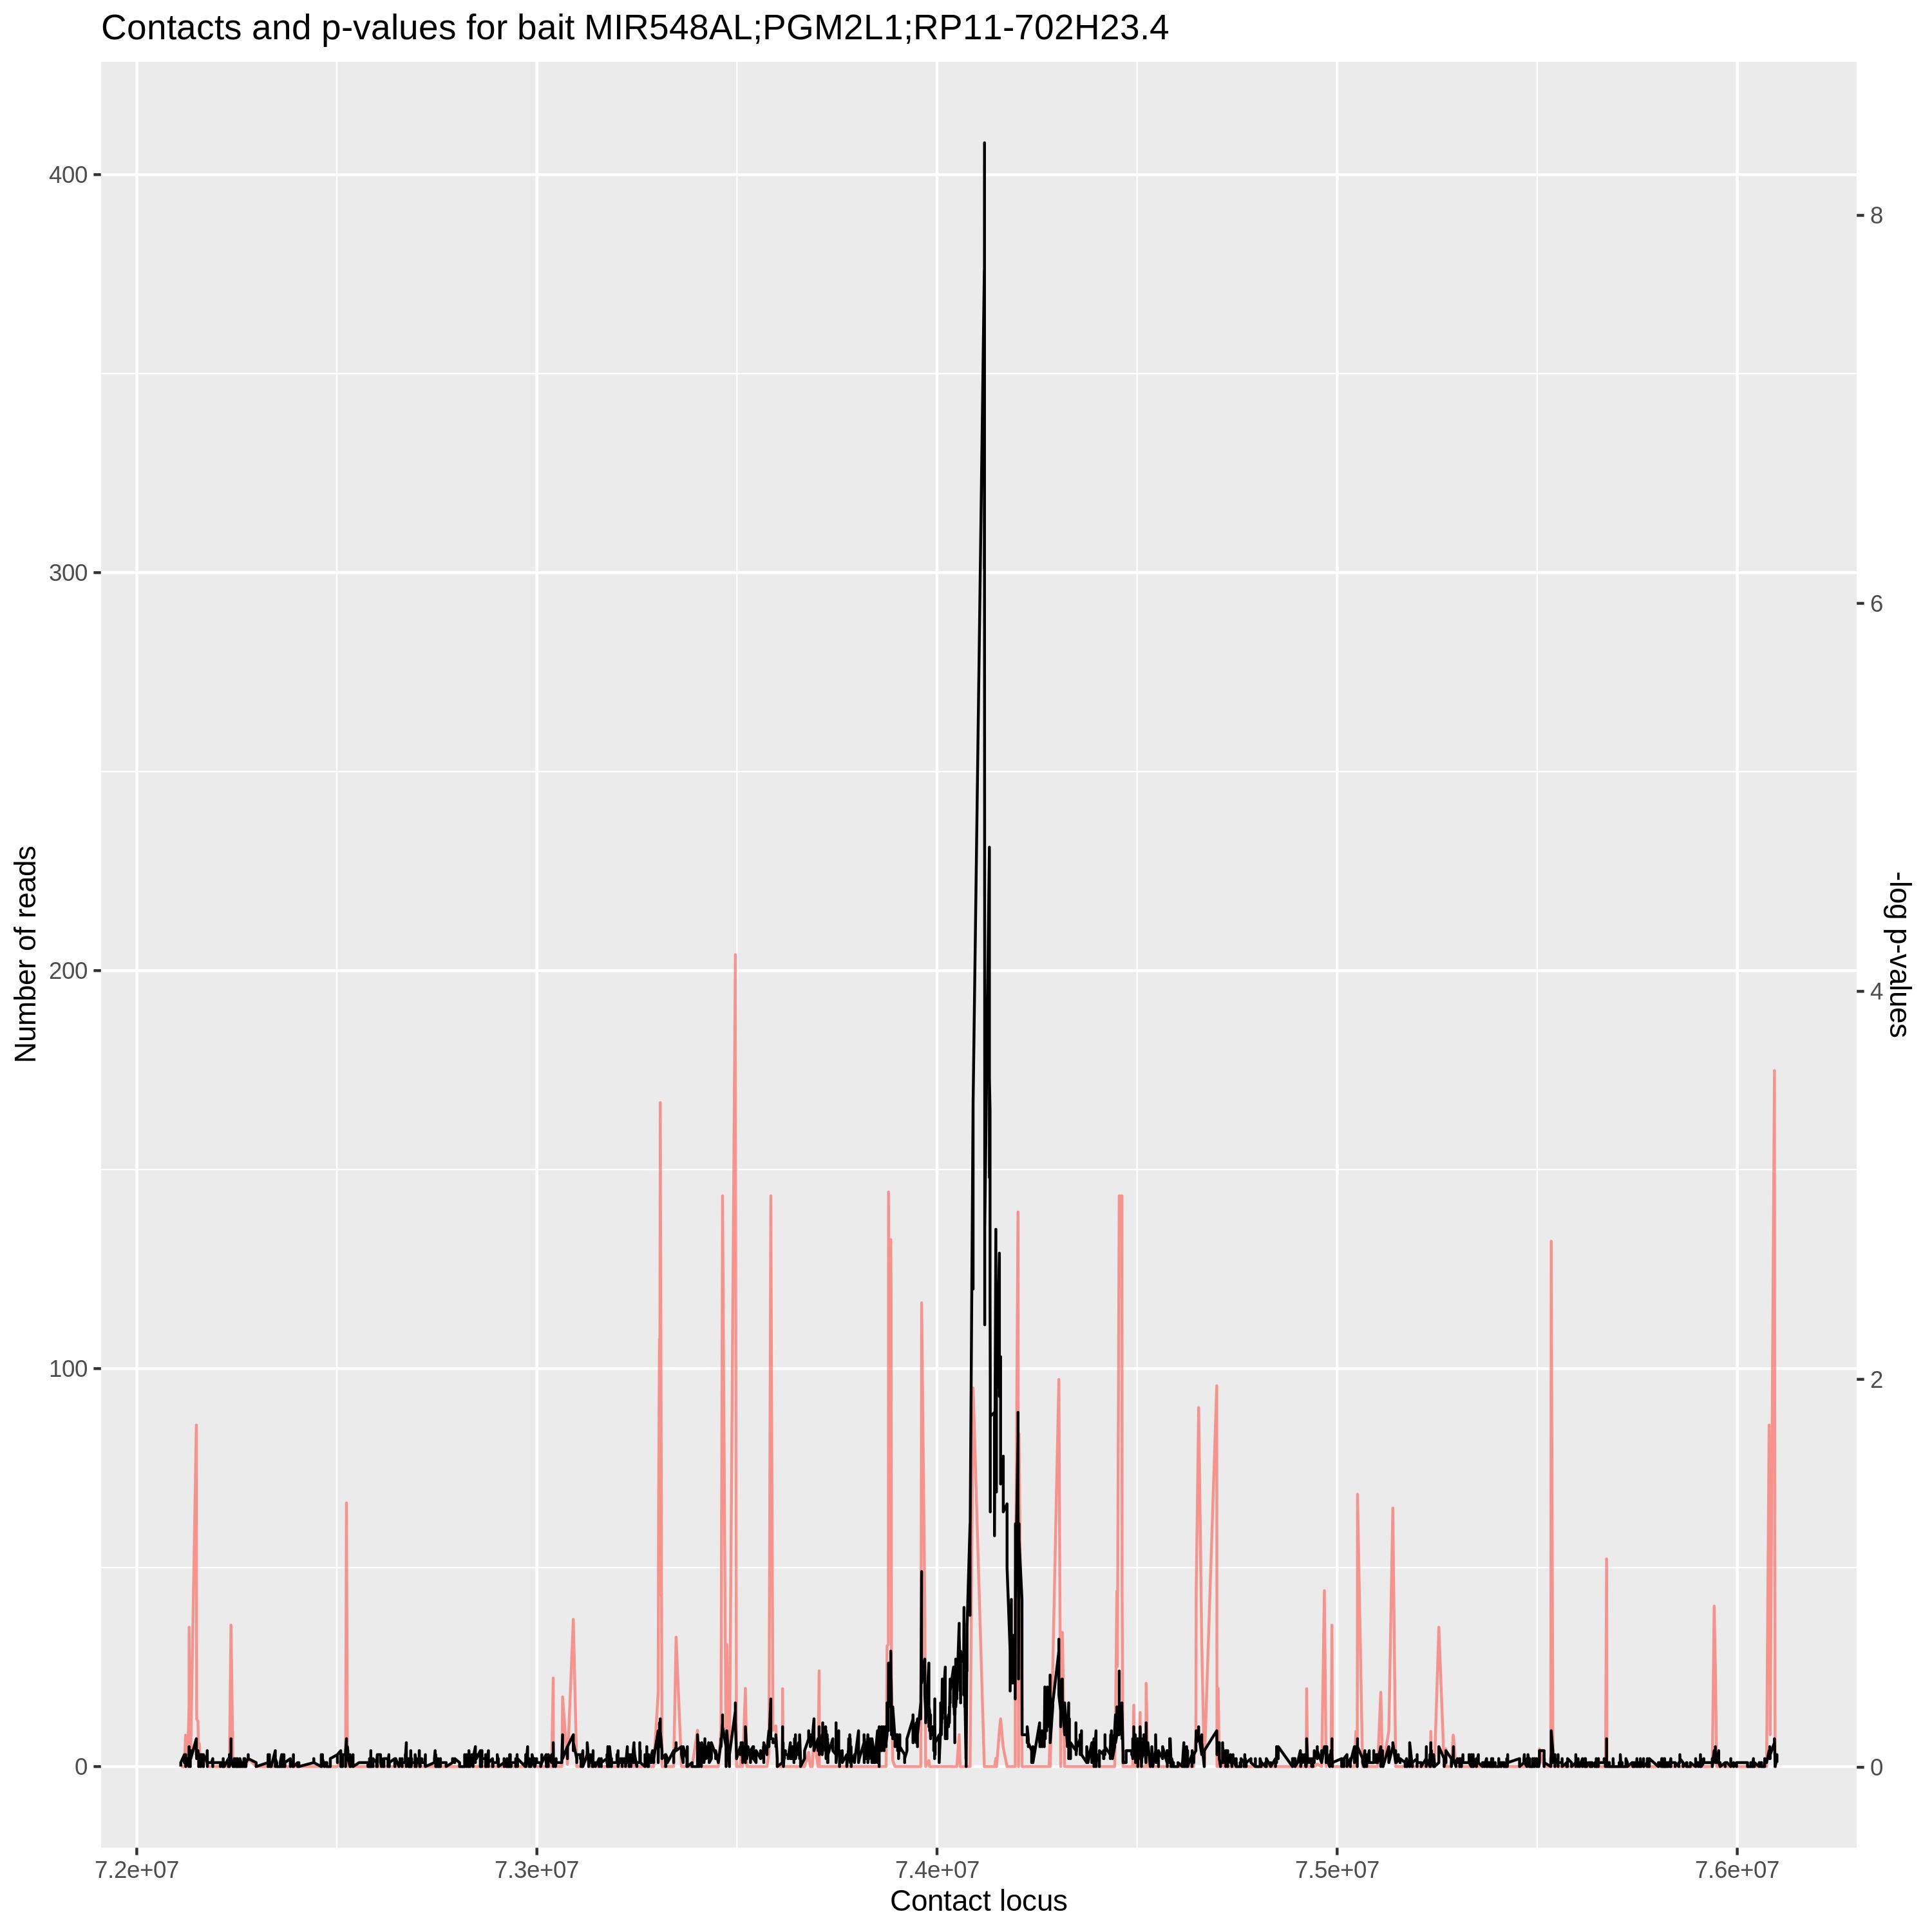 Contacts and p-values for bait MIR548AL;PGM2L1;RP11-702H23.4
400
300
200
100
0
Number of reads
8
6
4
2
0
-log p-values
7.2e+07 7.3e+07 7.4e+07 7.5e+07 7.6e+07
Contact locus